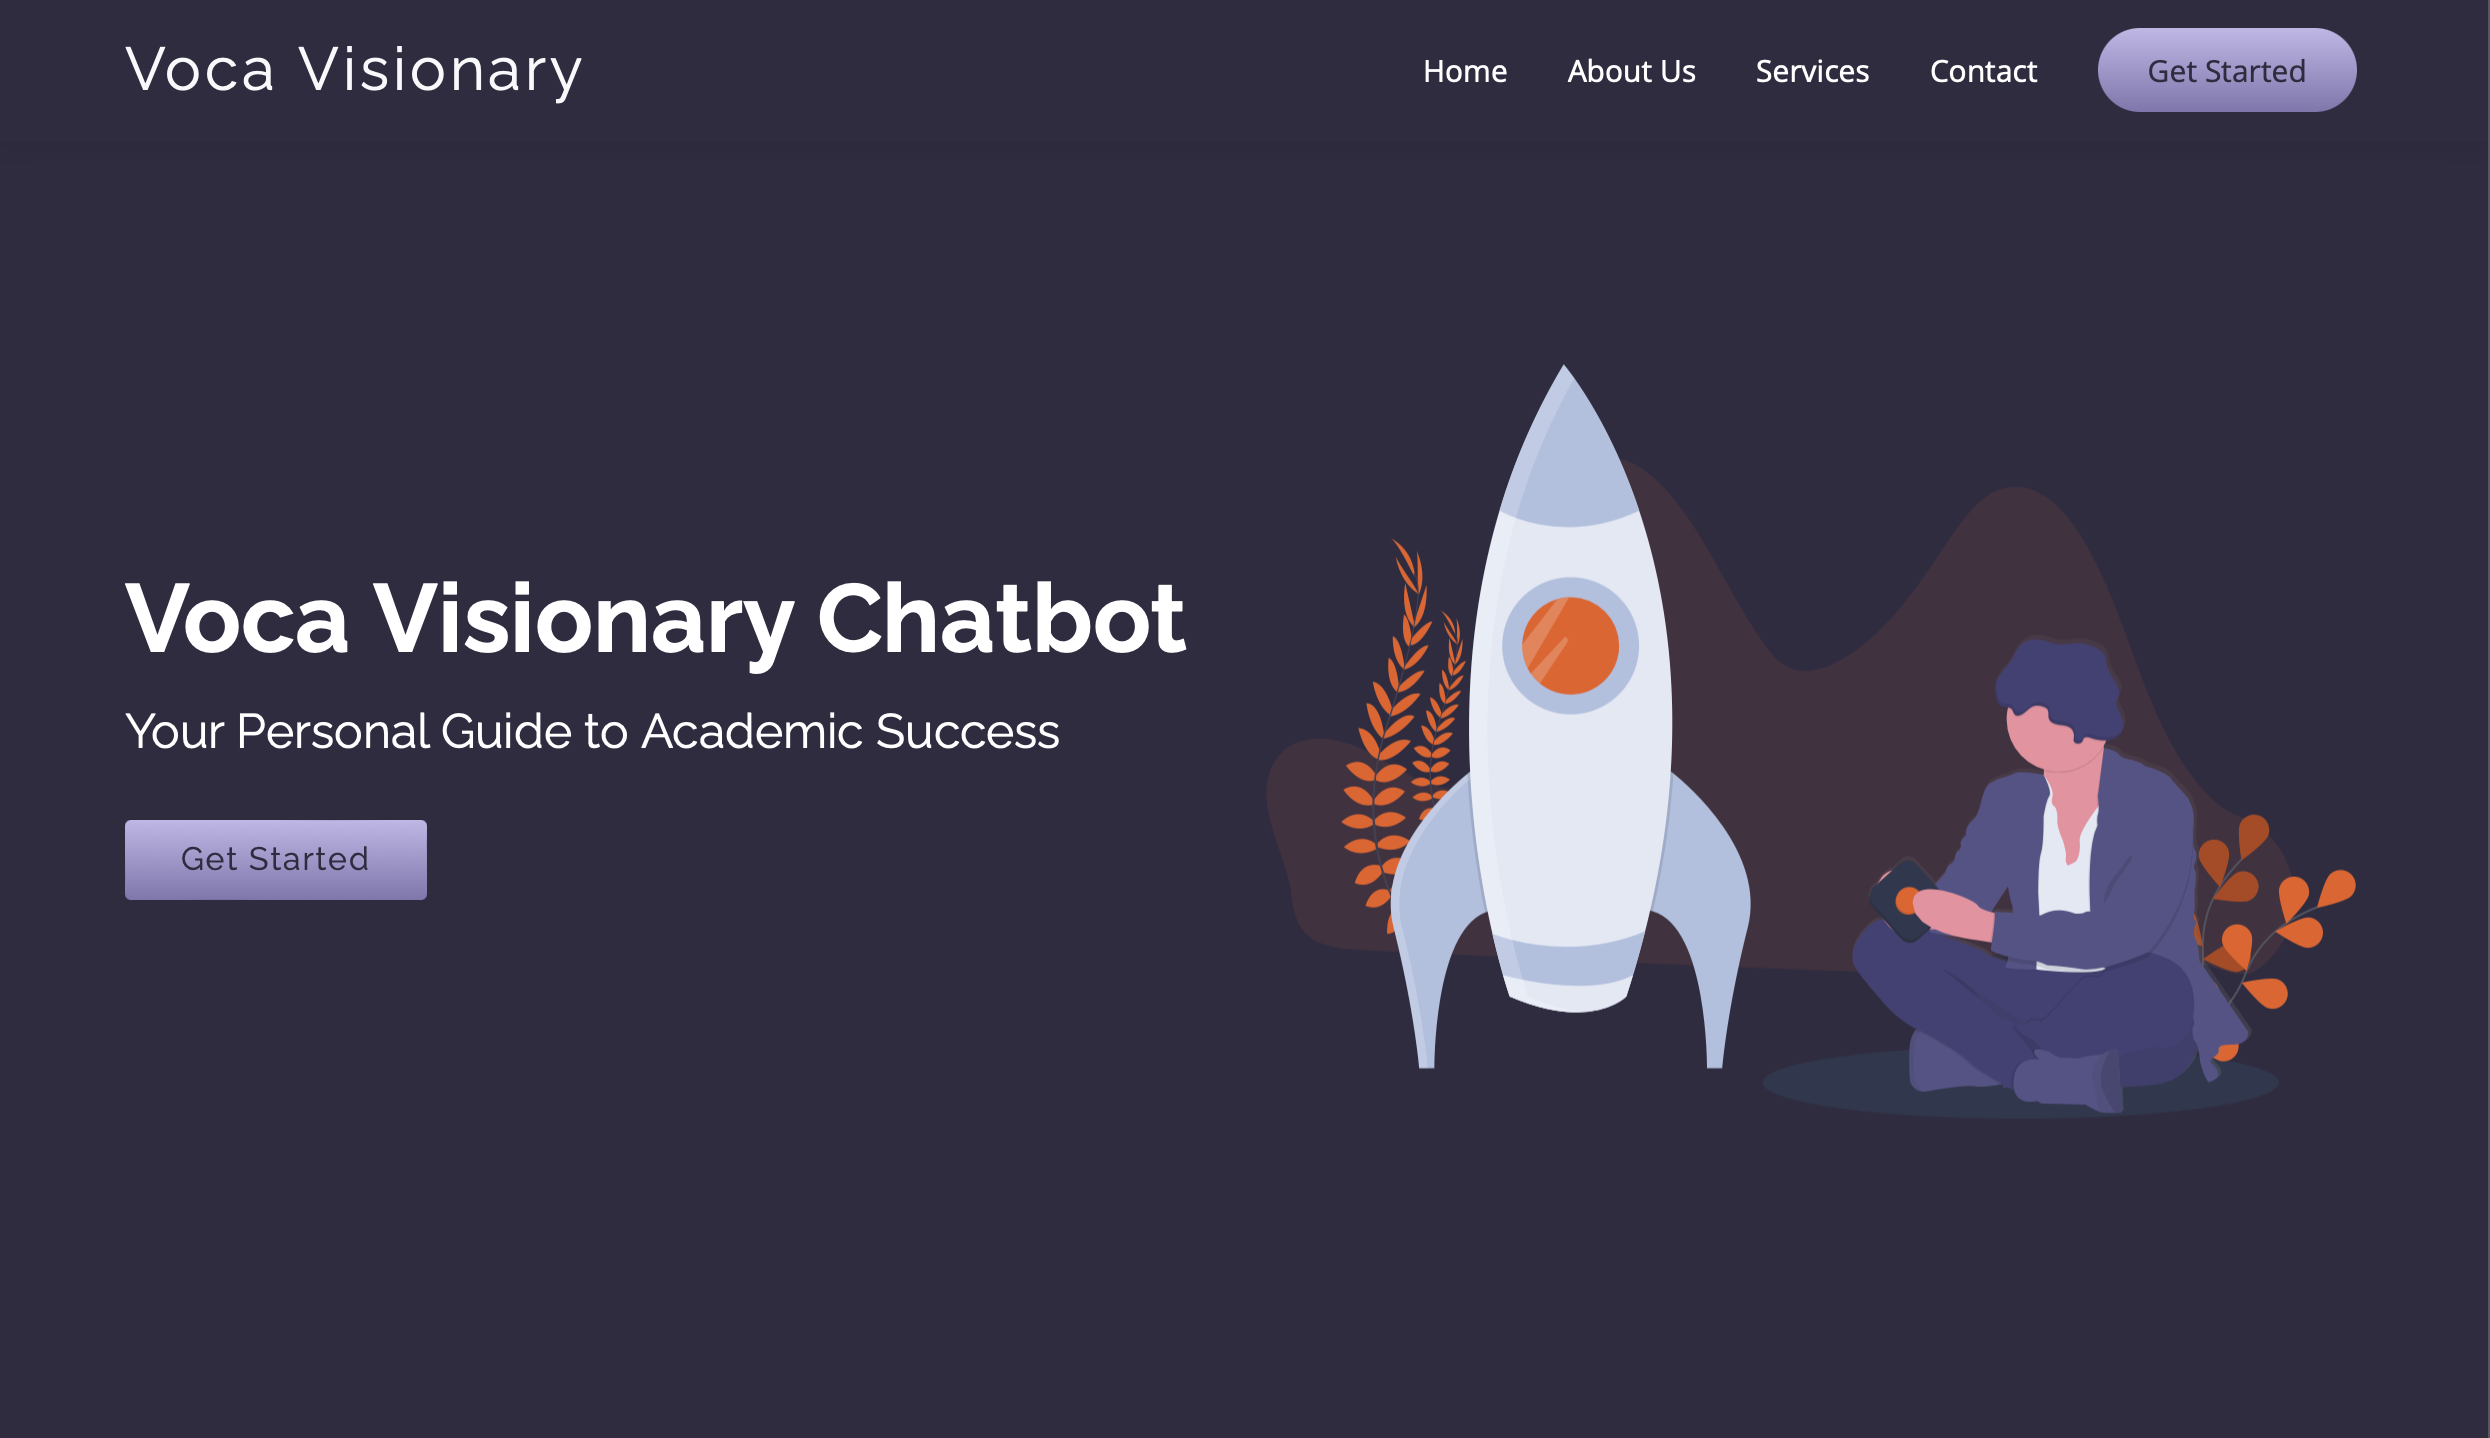 Voca Visionary
Home
About Us
Services
Contact
Get Started
Voca Visionary Chatbot
Your Personal Guide to Academic Success
Get Started